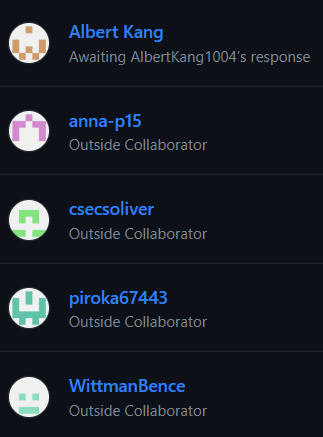 Albert Kang
Awaiting AlbertKang1004's response
anna-p15
Outside Collaborator
csecsoliver
Outside Collaborator
piroka67443
Outside Collaborator
WittmanBence
Outside Collaborator